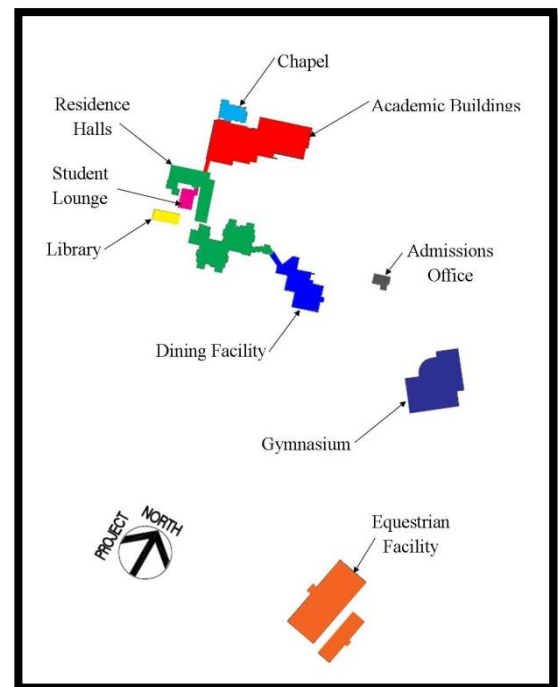 Chapel
Academic Buildings
Residence
Halls
Student
Lounge
Library
Admissions
Office
Dining Facility
Gymnasium
PROJECT NORTH
Equestrian
Facility